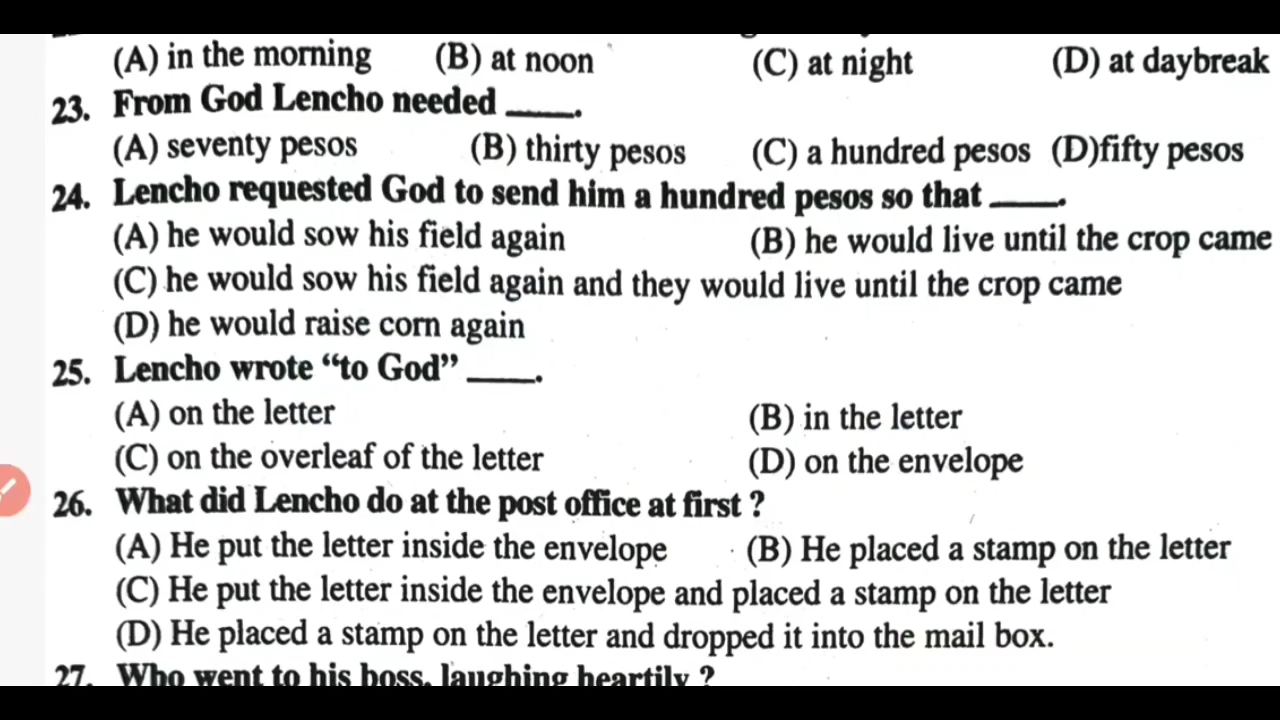 (A) in the morning (B) at noon (C) at night (D) at daybreak
23. From God Lencho needed _____.
(A) seventy pesos (B) thirty pesos (C) a hundred pesos (D)fifty pesos
24. Lencho requested God to send him a hundred pesos so that _____.
(A) he would sow his field again (B) he would live until the crop came
(C) he would sow his field again and they would live until the crop came
(D) he would raise corn again
25. Lencho wrote “to God” _____.
(A) on the letter (B) in the letter
(C) on the overleaf of the letter (D) on the envelope
26. What did Lencho do at the post office at first ?
(A) He put the letter inside the envelope (B) He placed a stamp on the letter
(C) He put the letter inside the envelope and placed a stamp on the letter
(D) He placed a stamp on the letter and dropped it into the mail box.
27. Who went to his boss, laughing heartily ?